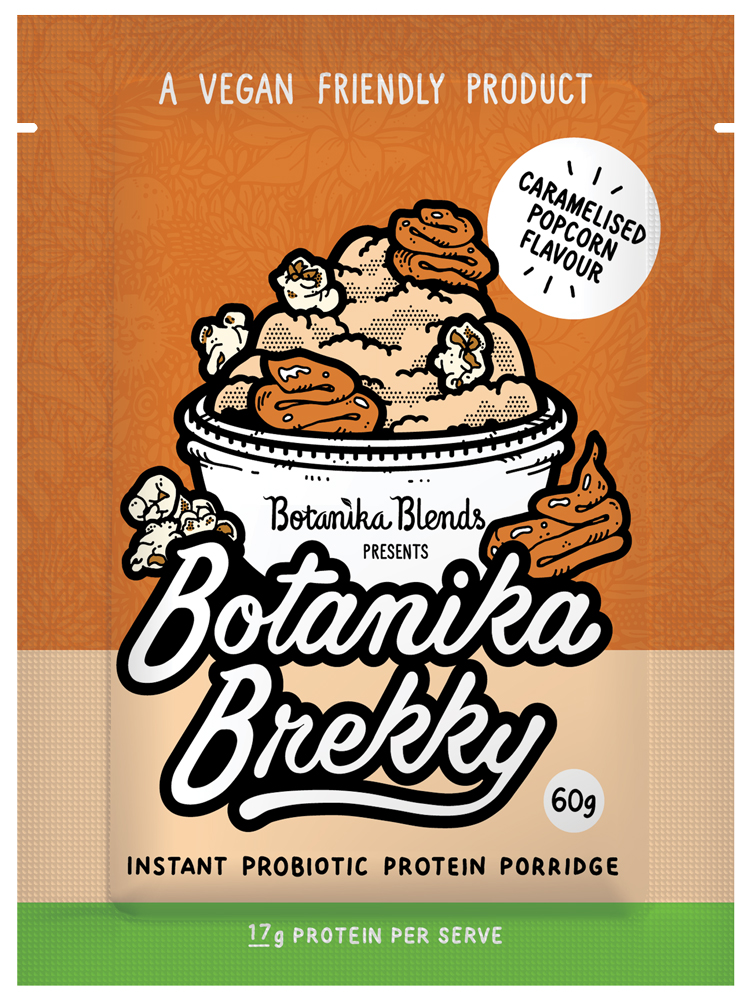 A VEGAN FRIENDLY PRODUCT
CARAMELISED
POPCORN
FLAVOUR
Botanika Blends
PRESENTS
Botanika
Brekky
60g
INSTANT PROBIOTIC PROTEIN PORRIDGE
17g PROTEIN PER SERVE